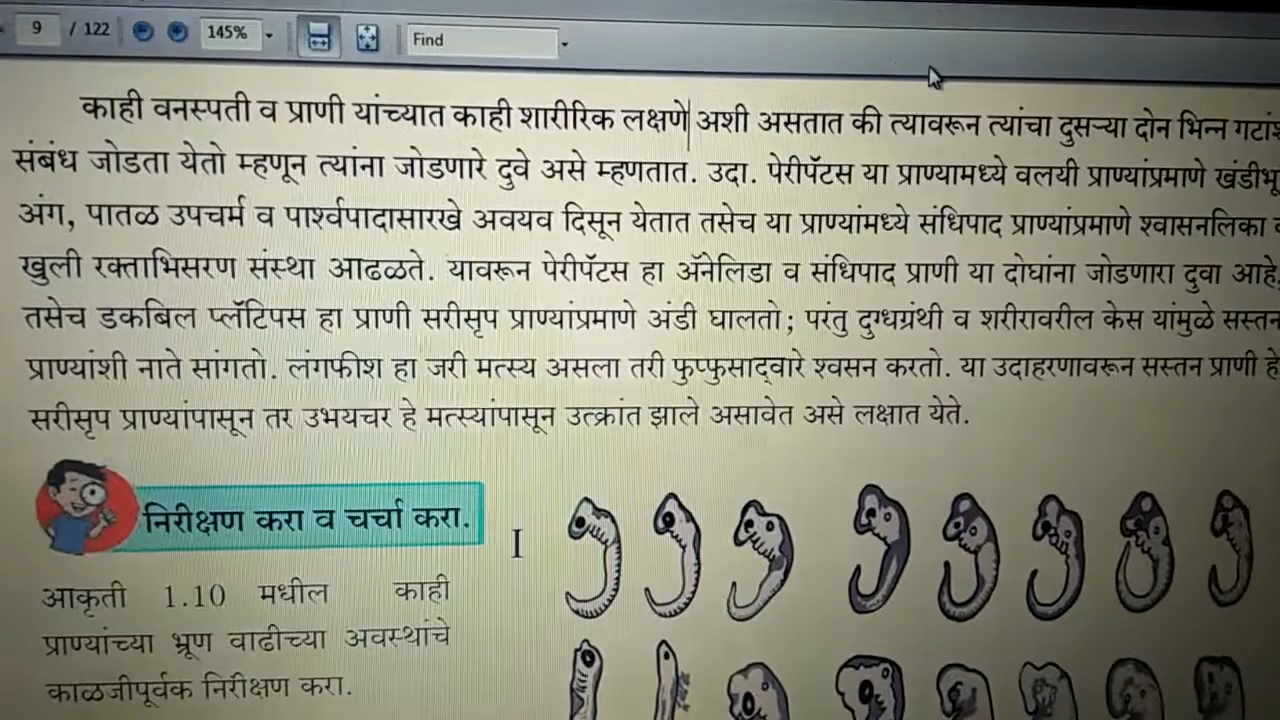 9 / 122 145% Find
काही वनस्पती व प्राणी यांच्यात काही शारीरिक लक्षणे अशी असतात की त्यावरून त्यांचा दुसऱ्या दोन भिन्न
संबंध जोडता येतो म्हणून त्यांना जोडणारे दुवे असे म्हणतात. उदा. पेरीपॅटस या प्राण्यामध्ये वलयी प्राण्यांप्रमाणे
अंग, पातळ उपचर्म व पार्श्वपादासारखे अवयव दिसून येतात तसेच या प्राण्यांमध्ये संधिपाद प्राण्यांप्रमाणे श्वासनलिका
खुली रक्ताभिसरण संस्था आढळते. यावरून पेरीपॅटस हा ॲनेलिडा व संधिपाद प्राणी या दोघांना जोडणारा दुवा आहे.
तसेच डकबिल प्लॅटिपस हा प्राणी सरीसृप प्राण्यांप्रमाणे अंडी घालतो; परंतु दुग्धग्रंथी व शरीरावरील केस यांमुळे सस्तन
प्राण्यांशी नाते सांगतो. लंगफीश हा जरी मत्स्य असला तरी फुप्फुसाद्वारे श्वसन करतो. या उदाहरणावरून सस्तन प्राणी हे
सरीसृप प्राण्यांपासून तर उभयचर हे मत्स्यांपासून उत्क्रांत झाले असावेत असे लक्षात येते.
निरीक्षण करा व चर्चा करा.
I
आकृती 1.10 मधील काही
प्राण्यांच्या भ्रूण वाढीच्या अवस्थांचे
काळजीपूर्वक निरीक्षण करा.